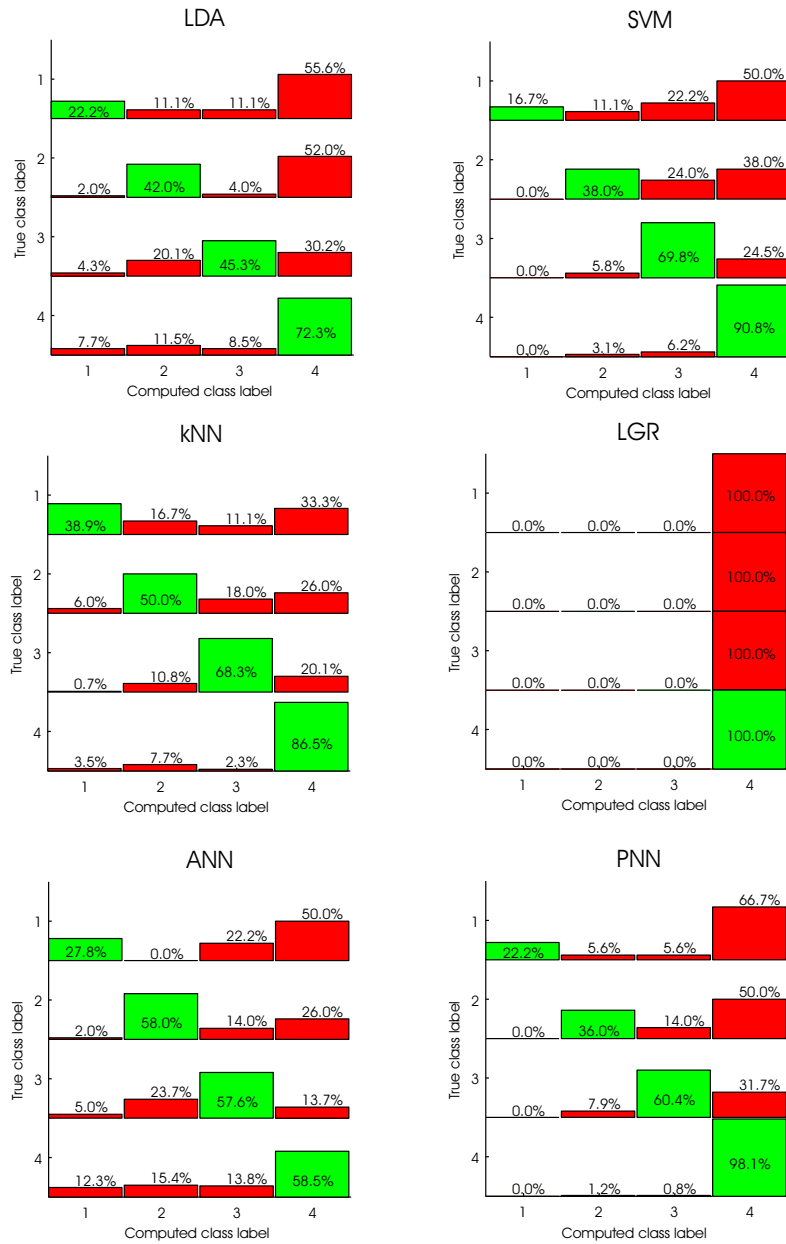 LDA
55.6%
1
22.2% 11.1% 11.1%
52.0%
2
2.0% 42.0% 4.0%
3
4.3% 20.1% 45.3% 30.2%
4
7.7% 11.5% 8.5% 72.3%
1 2 3 4
Computed class label
True class label
SVM
50.0%
1
16.7% 11.1% 22.2%
2
0.0% 38.0% 24.0% 38.0%
3
0.0% 5.8% 69.8% 24.5%
4
0.0% 3.1% 6.2% 90.8%
1 2 3 4
Computed class label
True class label
kNN
1
38.9% 16.7% 11.1% 33.3%
2
6.0% 50.0% 18.0% 26.0%
3
0.7% 10.8% 68.3% 20.1%
4
3.5% 7.7% 2.3% 86.5%
1 2 3 4
Computed class label
True class label
LGR
1
0.0% 0.0% 0.0% 100.0%
2
0.0% 0.0% 0.0% 100.0%
3
0.0% 0.0% 0.0% 100.0%
4
0.0% 0.0% 0.0% 100.0%
1 2 3 4
Computed class label
True class label
ANN
1
27.8% 0.0% 22.2% 50.0%
2
2.0% 58.0% 14.0% 26.0%
3
5.0% 23.7% 57.6% 13.7%
4
12.3% 15.4% 13.8% 58.5%
1 2 3 4
Computed class label
True class label
PNN
66.7%
1
22.2% 5.6% 5.6%
2
0.0% 36.0% 14.0% 50.0%
3
0.0% 7.9% 60.4% 31.7%
4
0.0% 1.2% 0.8% 98.1%
1 2 3 4
Computed class label
True class label